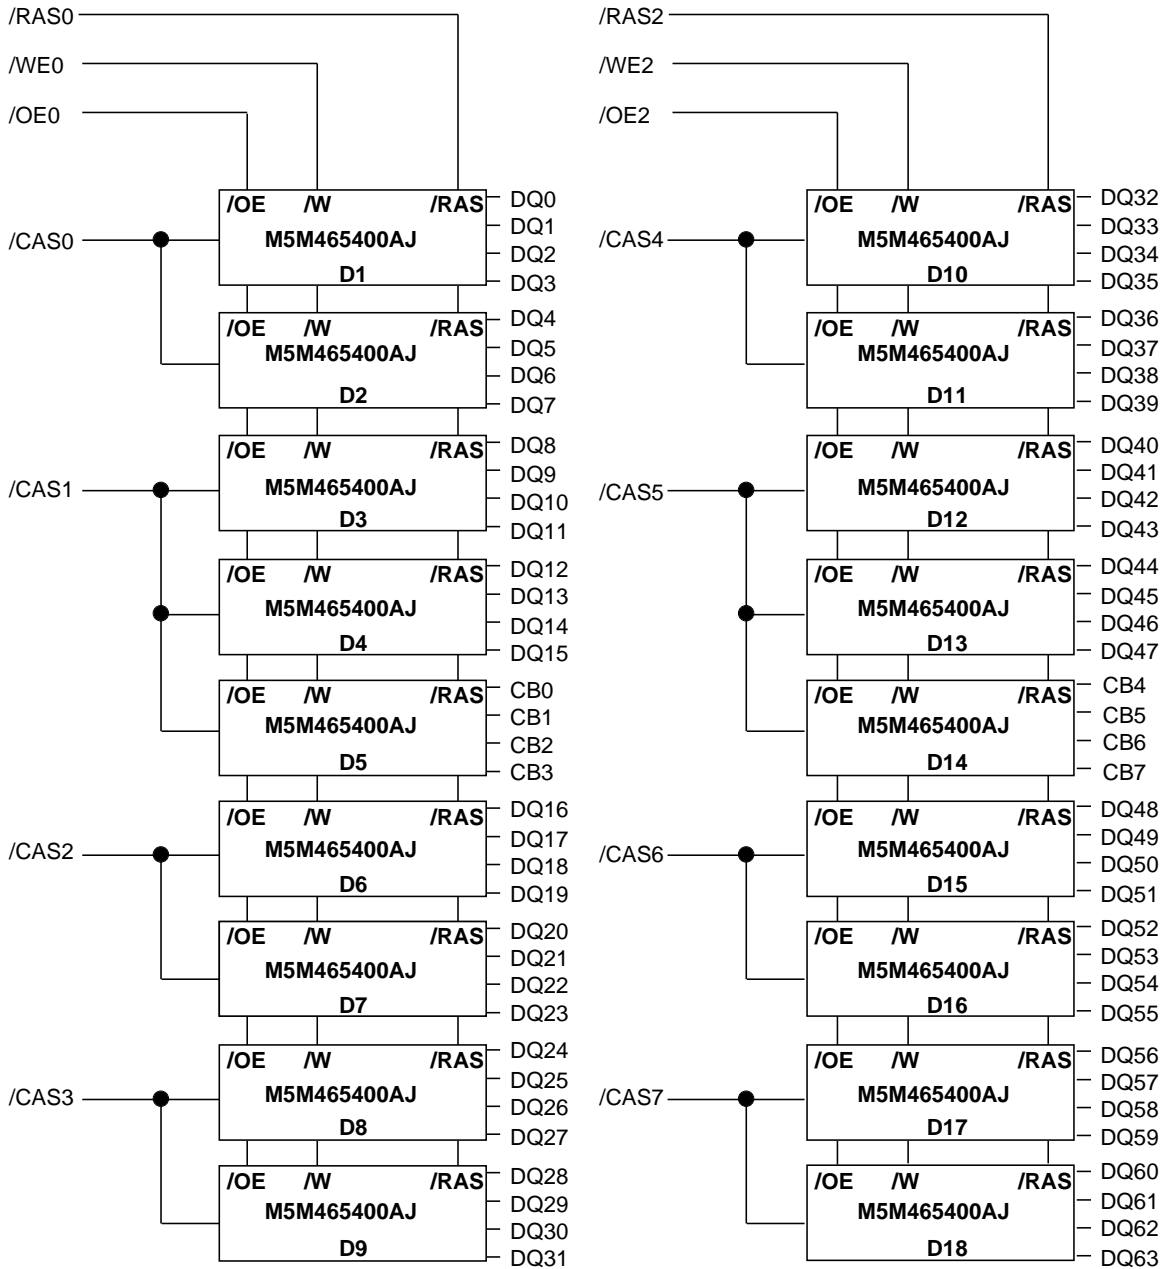 /RAS0
/WE0
/OE0
/OE /W /RAS
/CAS0
M5M465400AJ
D1
DQ0
DQ1
DQ2
DQ3
/OE /W /RAS
M5M465400AJ
D2
DQ4
DQ5
DQ6
DQ7
/OE /W /RAS
/CAS1
M5M465400AJ
D3
DQ8
DQ9
DQ10
DQ11
/OE /W /RAS
M5M465400AJ
D4
DQ12
DQ13
DQ14
DQ15
/OE /W /RAS
M5M465400AJ
D5
CB0
CB1
CB2
CB3
/OE /W /RAS
/CAS2
M5M465400AJ
D6
DQ16
DQ17
DQ18
DQ19
/OE /W /RAS
M5M465400AJ
D7
DQ20
DQ21
DQ22
DQ23
/OE /W /RAS
/CAS3
M5M465400AJ
D8
DQ24
DQ25
DQ26
DQ27
/OE /W /RAS
M5M465400AJ
D9
DQ28
DQ29
DQ30
DQ31
/RAS2
/WE2
/OE2
/OE /W /RAS
/CAS4
M5M465400AJ
D10
DQ32
DQ33
DQ34
DQ35
/OE /W /RAS
M5M465400AJ
D11
DQ36
DQ37
DQ38
DQ39
/OE /W /RAS
/CAS5
M5M465400AJ
D12
DQ40
DQ41
DQ42
DQ43
/OE /W /RAS
M5M465400AJ
D13
DQ44
DQ45
DQ46
DQ47
/OE /W /RAS
M5M465400AJ
D14
CB4
CB5
CB6
CB7
/OE /W /RAS
/CAS6
M5M465400AJ
D15
DQ48
DQ49
DQ50
DQ51
/OE /W /RAS
M5M465400AJ
D16
DQ52
DQ53
DQ54
DQ55
/OE /W /RAS
/CAS7
M5M465400AJ
D17
DQ56
DQ57
DQ58
DQ59
/OE /W /RAS
M5M465400AJ
D18
DQ60
DQ61
DQ62
DQ63